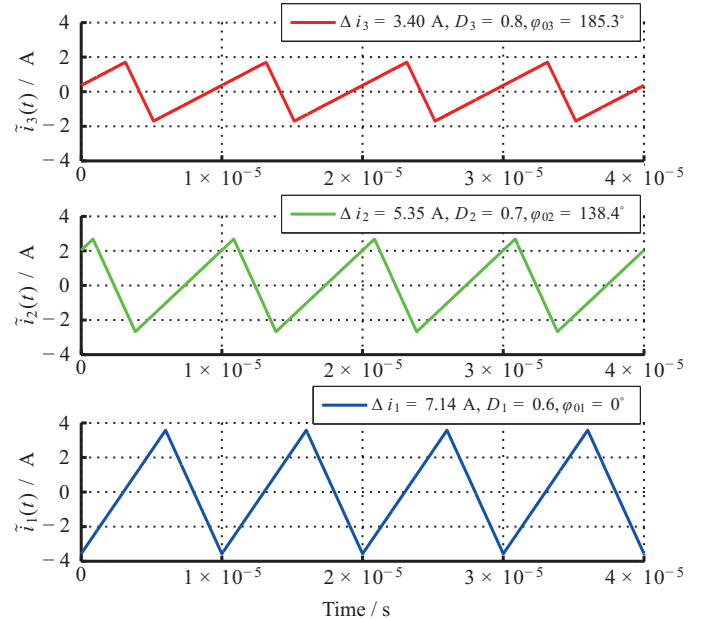 Δ i₃ = 3.40 A, D₃ = 0.8, φ₀₃ = 185.3°
4
2
0
−2
−4
ĩ₃(t) / A
0
1 × 10⁻⁵
2 × 10⁻⁵
3 × 10⁻⁵
4 × 10⁻⁵
Δ i₂ = 5.35 A, D₂ = 0.7, φ₀₂ = 138.4°
4
2
0
−2
−4
ĩ₂(t) / A
0
1 × 10⁻⁵
2 × 10⁻⁵
3 × 10⁻⁵
4 × 10⁻⁵
Δ i₁ = 7.14 A, D₁ = 0.6, φ₀₁ = 0°
4
2
0
−2
−4
ĩ₁(t) / A
0
1 × 10⁻⁵
2 × 10⁻⁵
3 × 10⁻⁵
4 × 10⁻⁵
Time / s